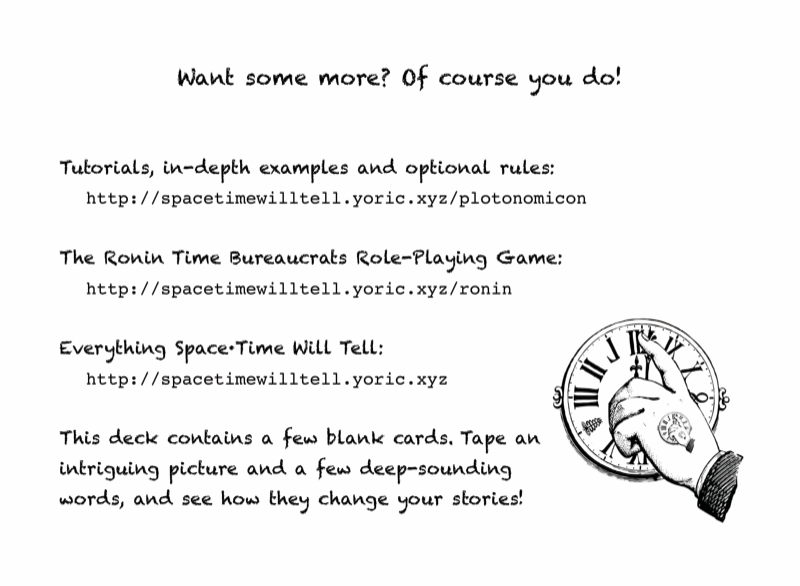 Want some more? Of course you do!
Tutorials, in-depth examples and optional rules:
http://spacetimewilltell.yoric.xyz/plotonomicon
The Ronin Time Bureaucrats Role-Playing Game:
http://spacetimewilltell.yoric.xyz/ronin
Everything Space•Time Will Tell:
http://spacetimewilltell.yoric.xyz
This deck contains a few blank cards. Tape an
intriguing picture and a few deep-sounding
words, and see how they change your stories!